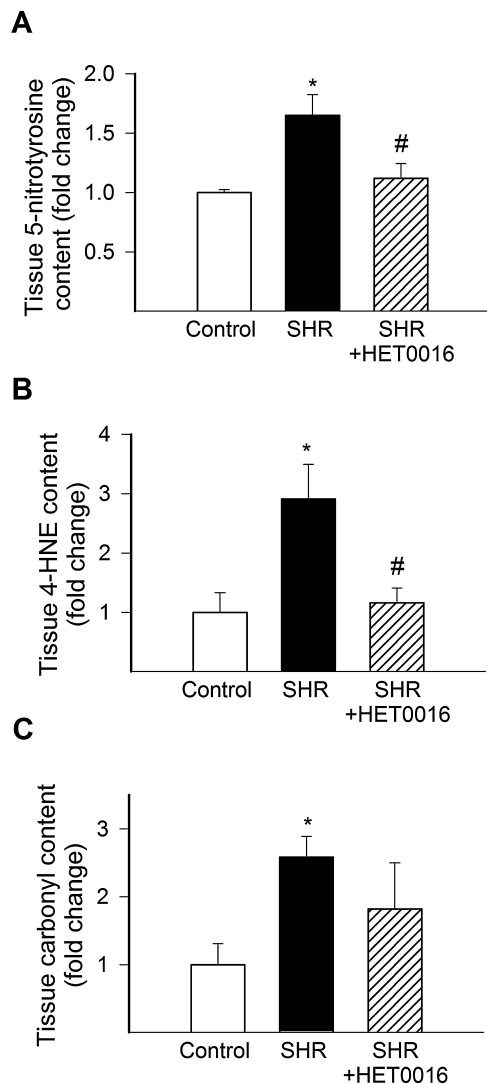 A
Tissue 5-nitrotyrosine
content (fold change)
2.0
1.5
1.0
0.5
*
#
Control
SHR
SHR
+HET0016
B
Tissue 4-HNE content
(fold change)
4
3
2
1
*
#
Control
SHR
SHR
+HET0016
C
Tissue carbonyl content
(fold change)
3
2
1
*
Control
SHR
SHR
+HET0016